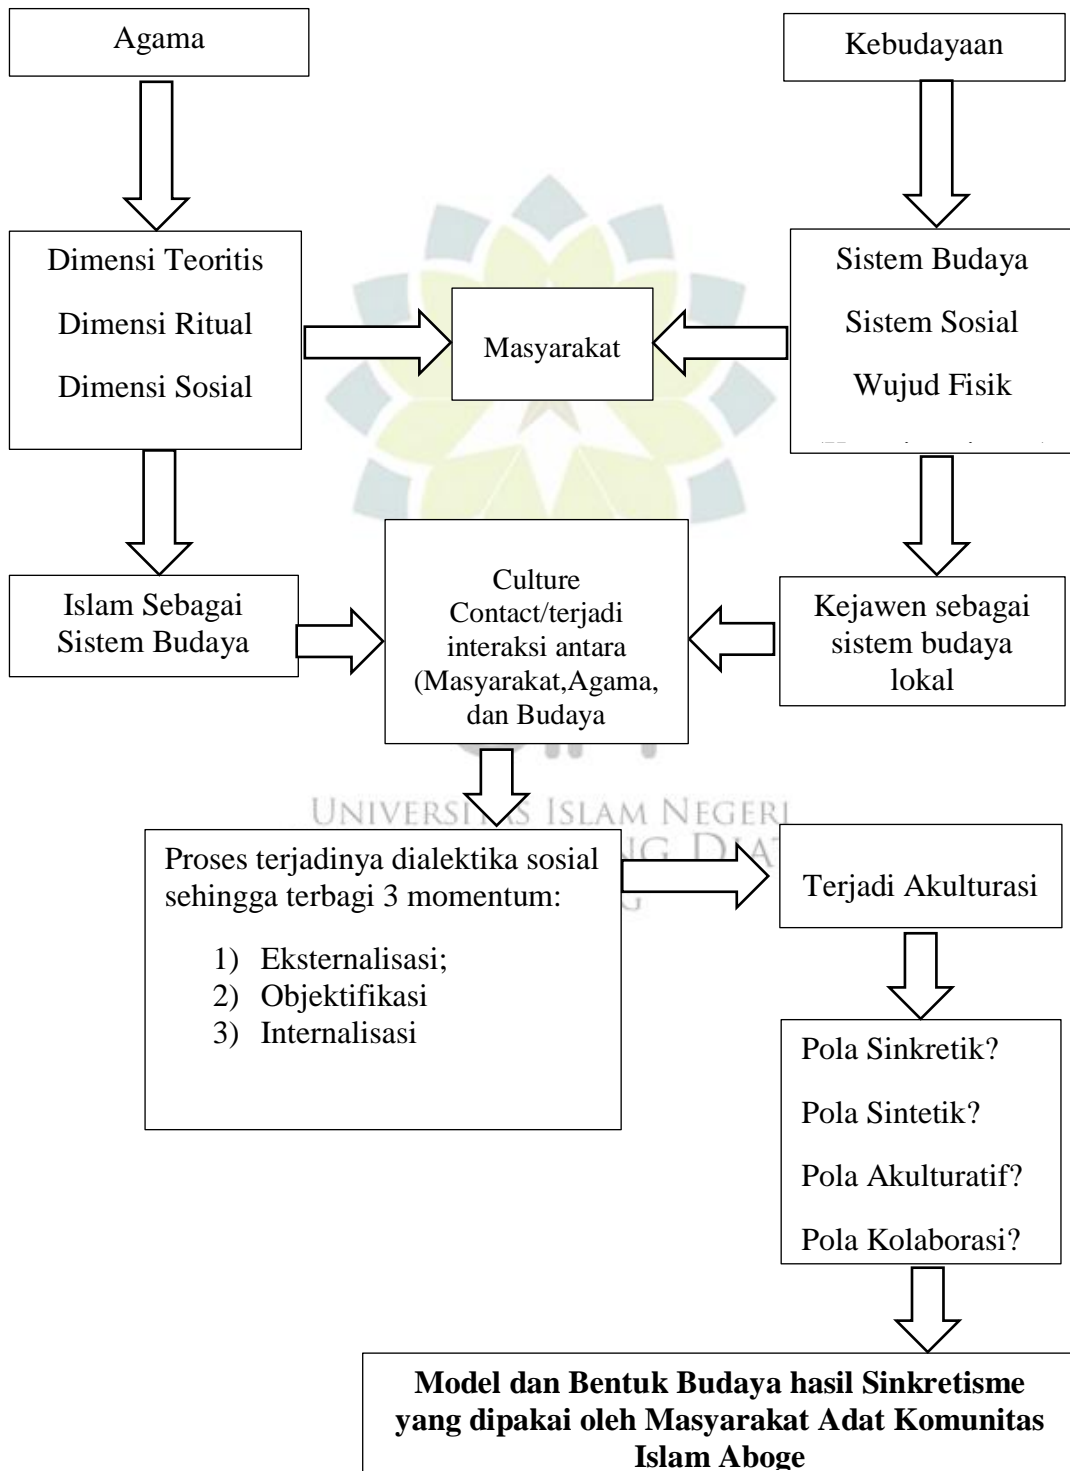 Agama
Kebudayaan
Dimensi Teoritis
Dimensi Ritual
Dimensi Sosial
Masyarakat
Sistem Budaya
Sistem Sosial
Wujud Fisik
Islam Sebagai
Sistem Budaya
Culture
Contact/terjadi
interaksi antara
(Masyarakat,Agama,
dan Budaya
Kejawen sebagai
sistem budaya
lokal
UNIVERSITAS ISLAM NEGERI
Proses terjadinya dialektika sosial
sehingga terbagi 3 momentum:
1) Eksternalisasi;
2) Objektifikasi
3) Internalisasi
Terjadi Akulturasi
Pola Sinkretik?
Pola Sintetik?
Pola Akulturatif?
Pola Kolaborasi?
Model dan Bentuk Budaya hasil Sinkretisme
yang dipakai oleh Masyarakat Adat Komunitas
Islam Aboge